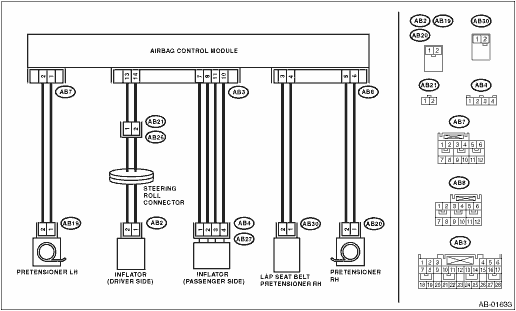 AIRBAG CONTROL MODULE
2 1
13 14
7 8 11 10
3 4
5 6
AB7
AB3
AB8
AB21
1 2
AB26
STEERING
ROLL
CONNECTOR
AB19
2 1
AB2
2 1
AB4
1 2 3 4
AB27
AB30
2 1
AB20
2 1
PRETENSIONER LH
INFLATOR
(DRIVER SIDE)
INFLATOR
(PASSENGER SIDE)
LAP SEAT BELT
PRETENSIONER RH
PRETENSIONER
RH
AB2 AB19
AB20
1 2
AB30
1 2
AB21
1 2
AB4
1 2 3 4
AB7
1 2 3 4 5 6
7 8 9 10 11 12
AB8
1 2 3 4 5 6
7 8 9 10 11 12
AB3
1 2 3 4 5 6
7 8 9 10 11 12 13 14 15 16 17
18 19 20 21 22 23 24 25 26 27 28
AB-01633